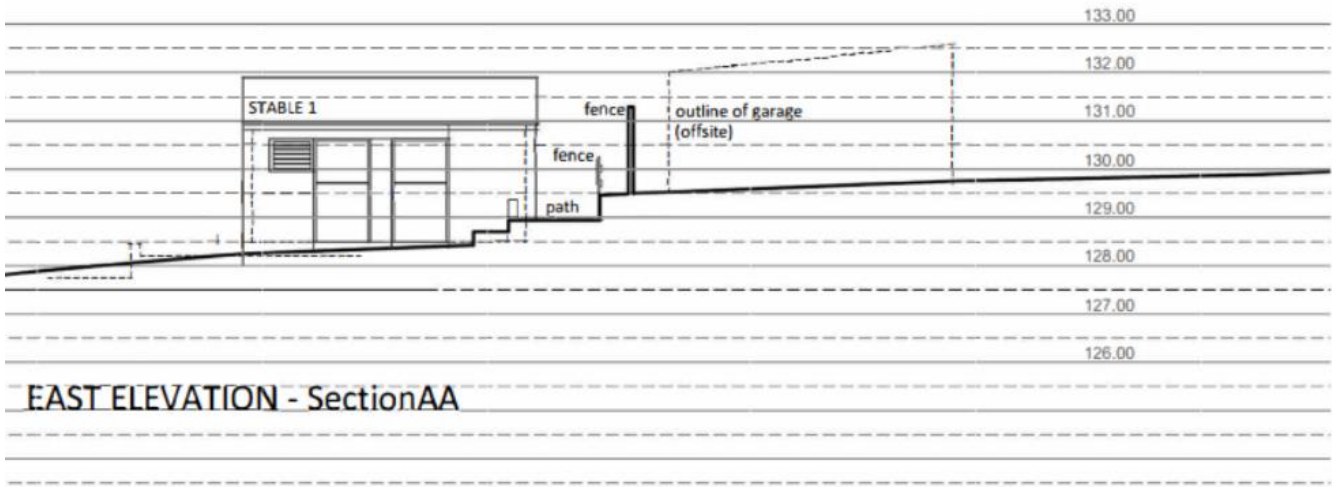 133.00
132.00
STABLE 1
fence
outline of garage
(offsite)
131.00
fence
130.00
path
129.00
128.00
127.00
126.00
EAST ELEVATION - SectionAA